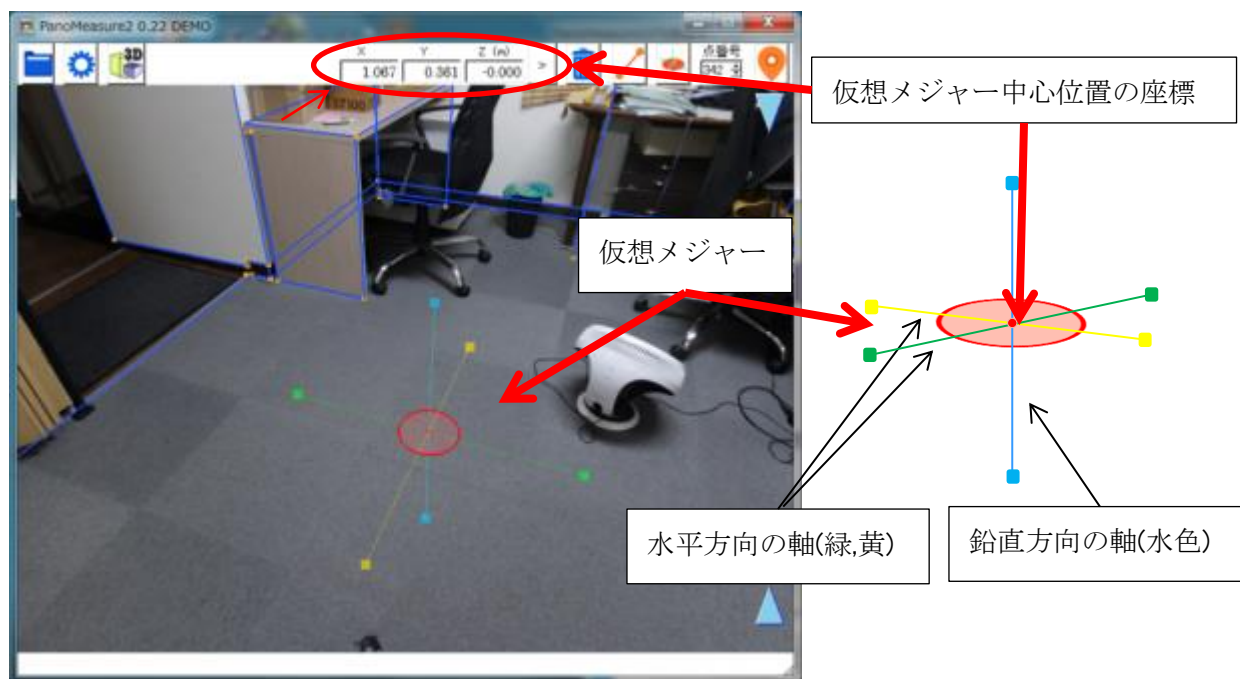 PanoMeasure2 0.22 DEMO
3D
X Y Z (m)
1.067 0.361 -0.000 >
点番号
342
仮想メジャー中心位置の座標
仮想メジャー
水平方向の軸(緑,黄)
鉛直方向の軸(水色)